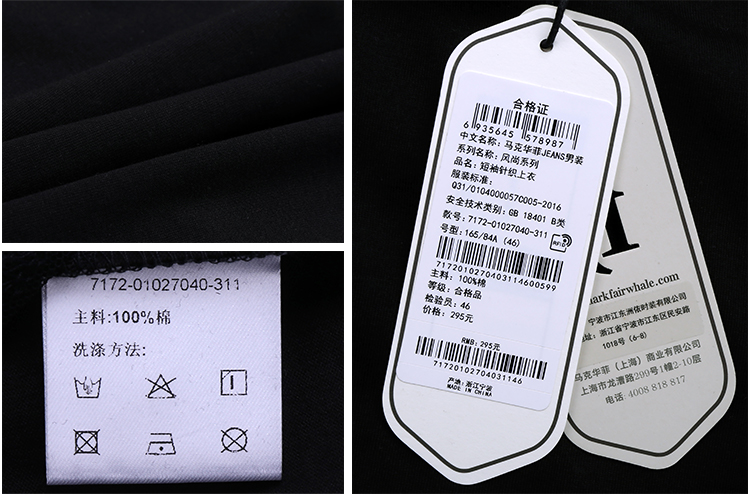 7172-01027040-311
主料:100%棉
洗涤方法:
合格证
6 935645 578987
中文名称: 马克华菲JEANS男装
系列名称: 风尚系列
品名: 短袖针织上衣
服装标准:
Q31/0104000057C005-2016
安全技术类别: GB 18401 B类
款号: 7172-01027040-311
号型: 165/84A (46)
RFID
7172010270403114600599
主料: 100%棉
等级: 合格品
检验员: 46
价格: 295元
RMB: 295元
71720102704031146
产地: 浙江宁波
MADE IN CHINA
arkfairwhale.com
宁波市江东洲依时装有限公司
址: 浙江省宁波市江东区民安路
1018号 (6-8)
马克华菲 (上海) 商业有限公司
上海市龙漕路299号1幢2-10层
电话: 4008 818 817